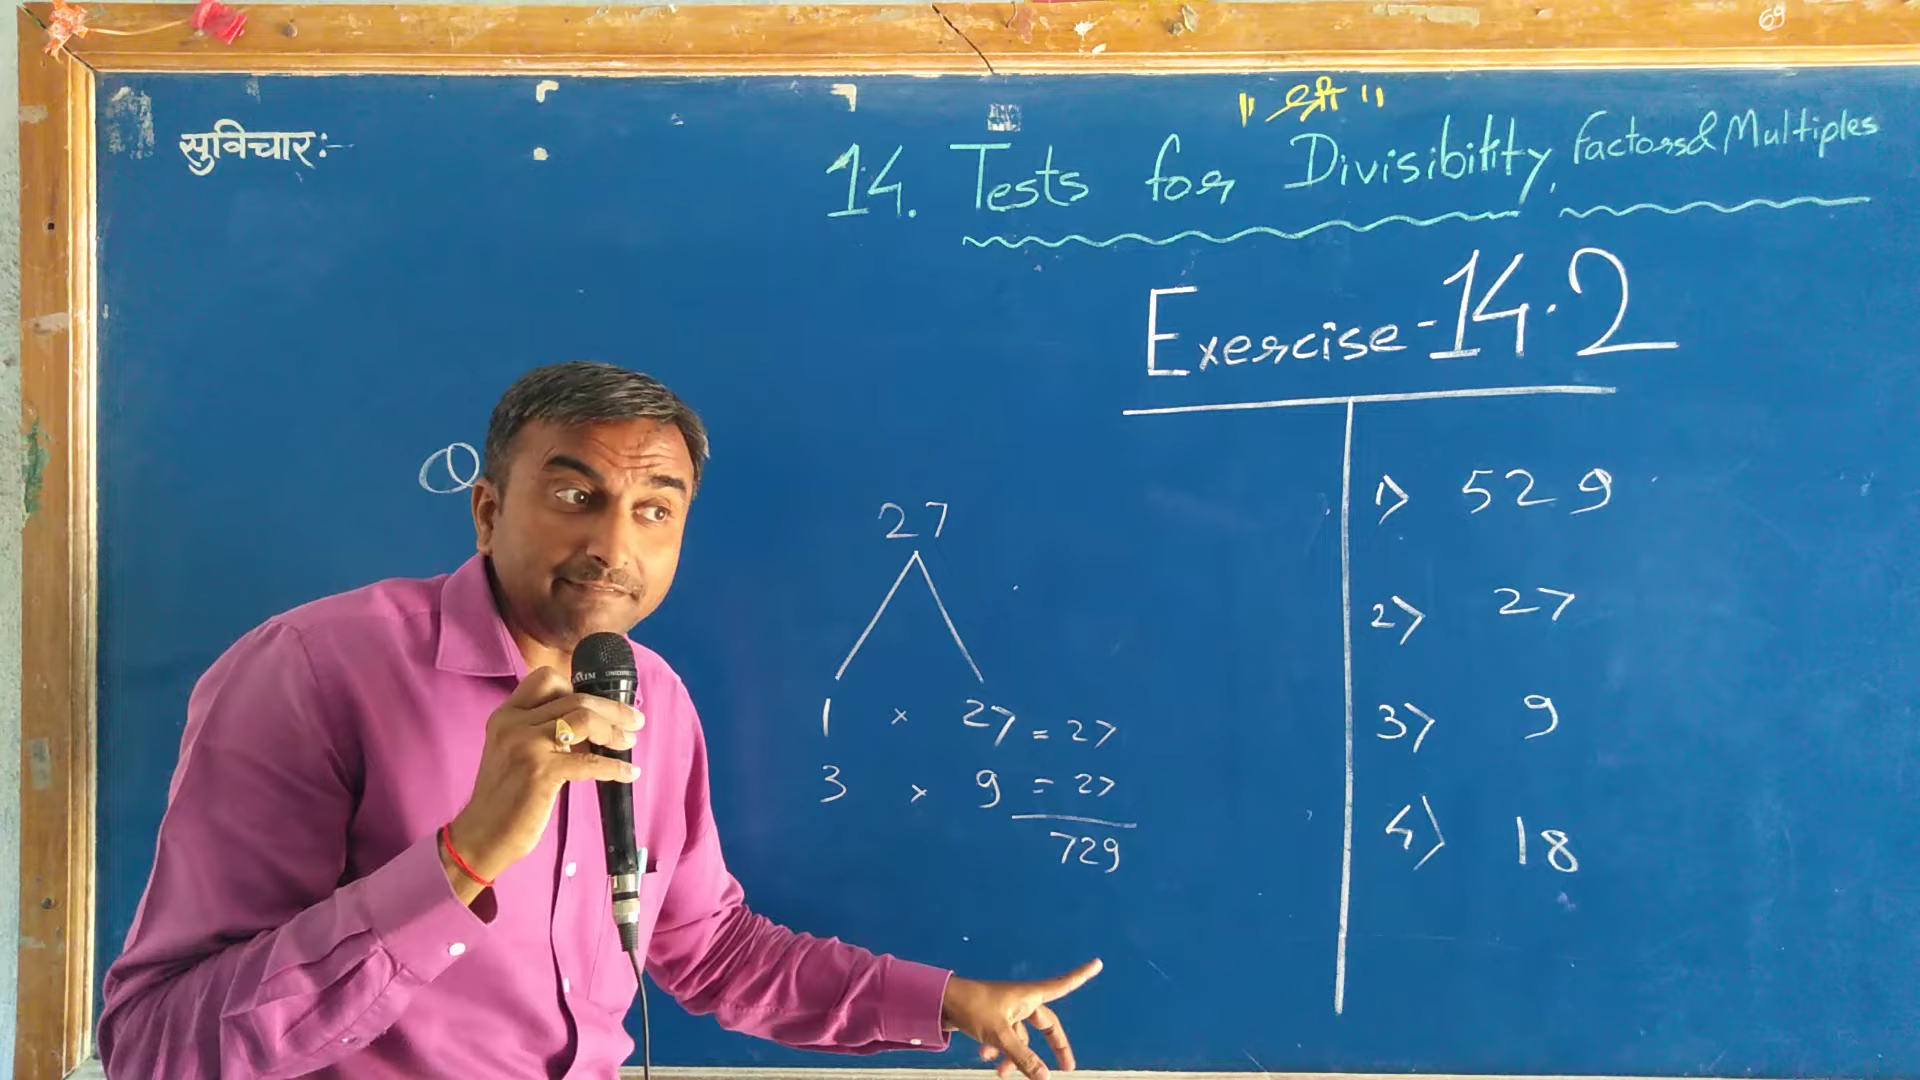 69
॥ श्री ॥
सुविचार:-
14. Tests for Divisibility, Factors & Multiples
Exercise-14.2
Q
27
1 × 27 = 27
3 × 9 = 27
729
1) 529
2) 27
3) 9
4) 18